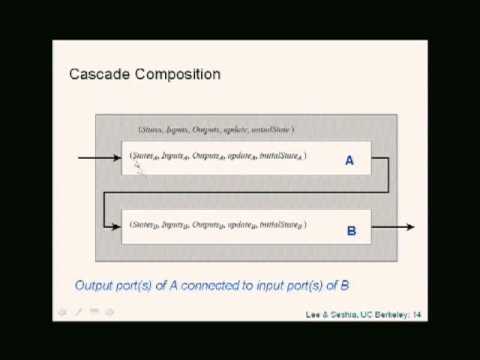 Cascade Composition
(States, Inputs, Outputs, update, initialState)
(States_A, Inputs_A, Outputs_A, update_A, initialState_A)
A
(States_B, Inputs_B, Outputs_B, update_B, initialState_B)
B
Output port(s) of A connected to input port(s) of B
Lee & Seshia, UC Berkeley: 14